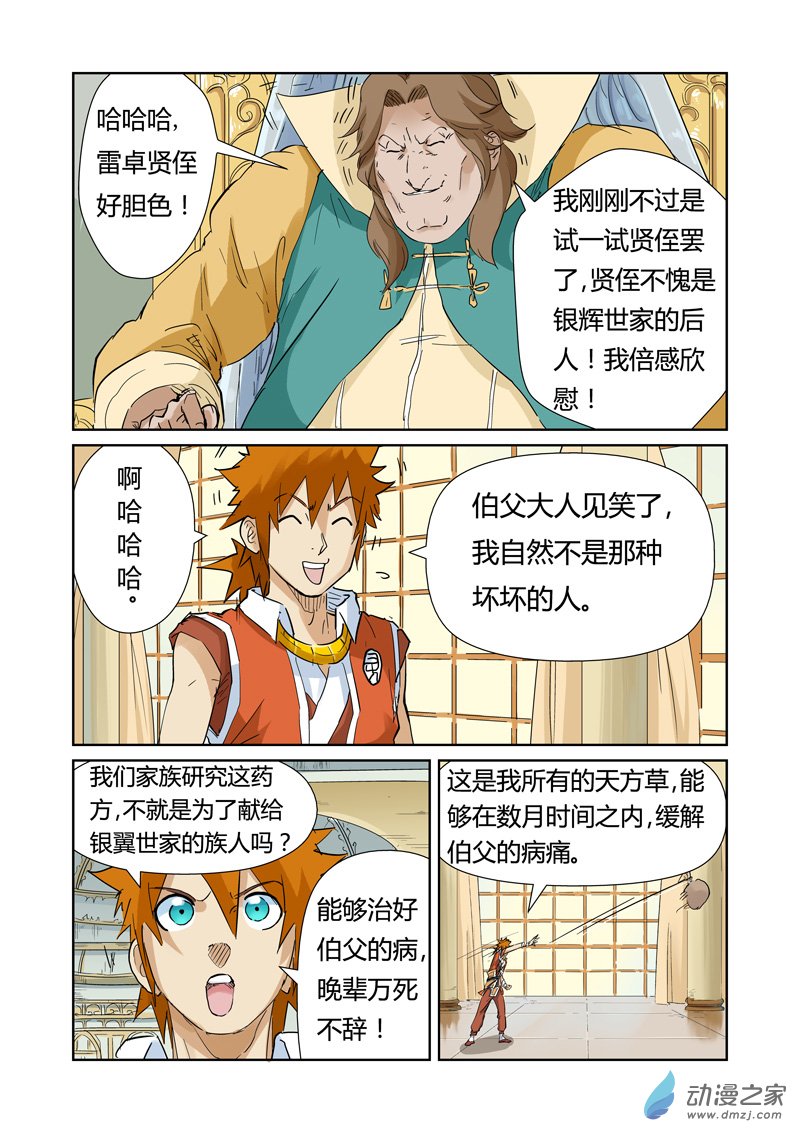 哈哈哈，
雷卓贤侄
好胆色！
我刚刚不过是
试一试贤侄罢
了，贤侄不愧是
银辉世家的后
人！我倍感欣
慰！
啊哈哈哈。
伯父大人见笑了，
我自然不是那种
坏坏的人。
我们家族研究这药
方，不就是为了献给
银翼世家的族人吗？
能够治好
伯父的病，
晚辈万死
不辞！
这是我所有的天方草，能
够在数月时间之内，缓解
伯父的病痛。
动漫之家
www.dmzj.com